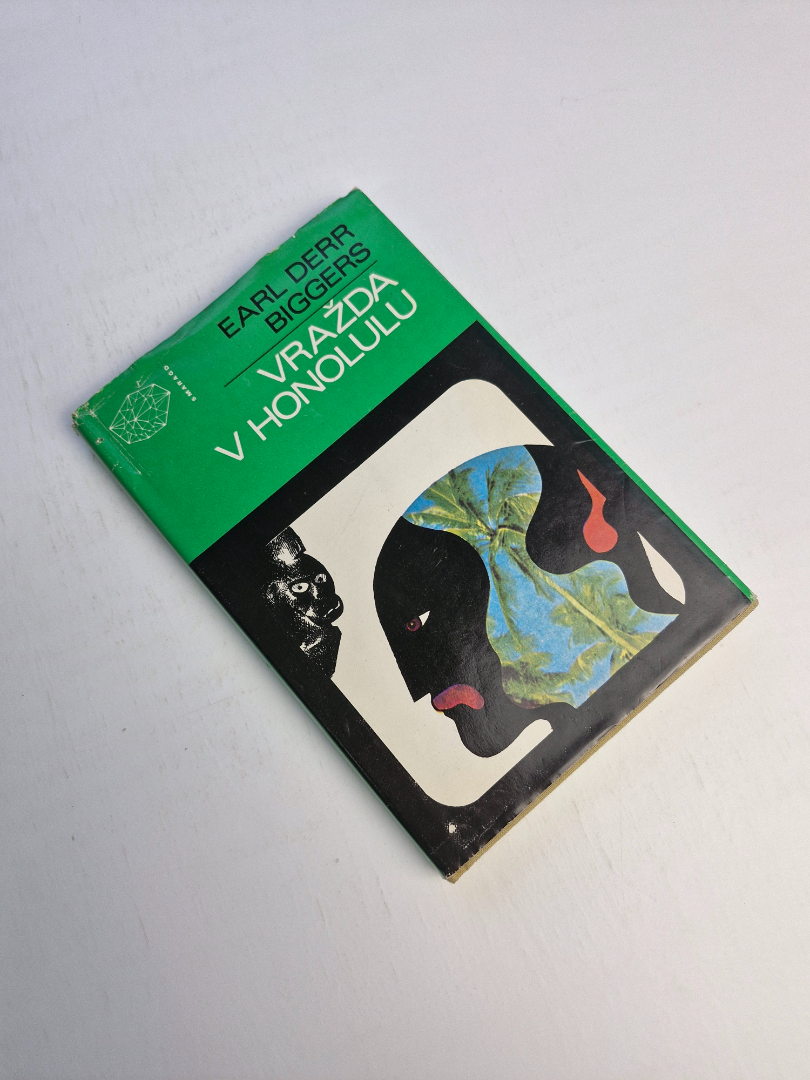 EARL DERR
BIGGERS
VRAŽDA
V HONOLULU
SMARAGD